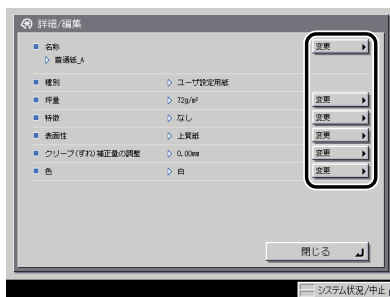 詳細/編集
名称 変更
普通紙_A
種別 ユーザ設定用紙
坪量 72g/m² 変更
特徴 なし 変更
表面性 上質紙 変更
クリープ(ずれ)補正量の調整 0.00mm 変更
色 白 変更
閉じる
システム状況/中止